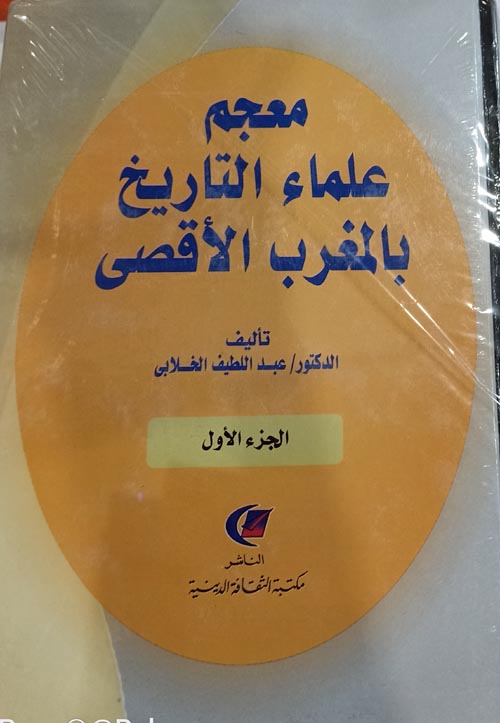 معجم
علماء التاريخ
بالمغرب الأقصى
تأليف
الدكتور/ عبد اللطيف الخلابى
الجزء الأول
الناشر
مكتبة الثقافة الدينية